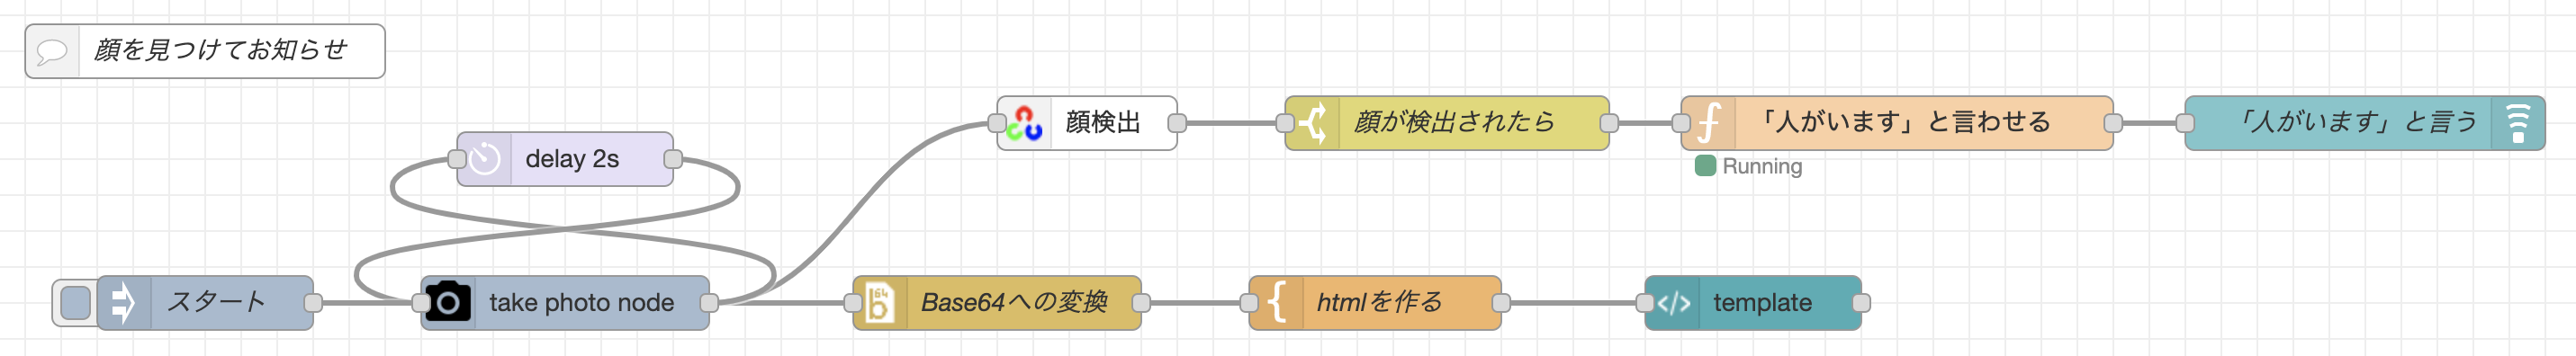 顔を見つけてお知らせ
顔検出
顔が検出されたら
「人がいます」と言わせる
「人がいます」と言う
delay 2s
Running
スタート
take photo node
64
b
Base64への変換
{
htmlを作る
</>
template